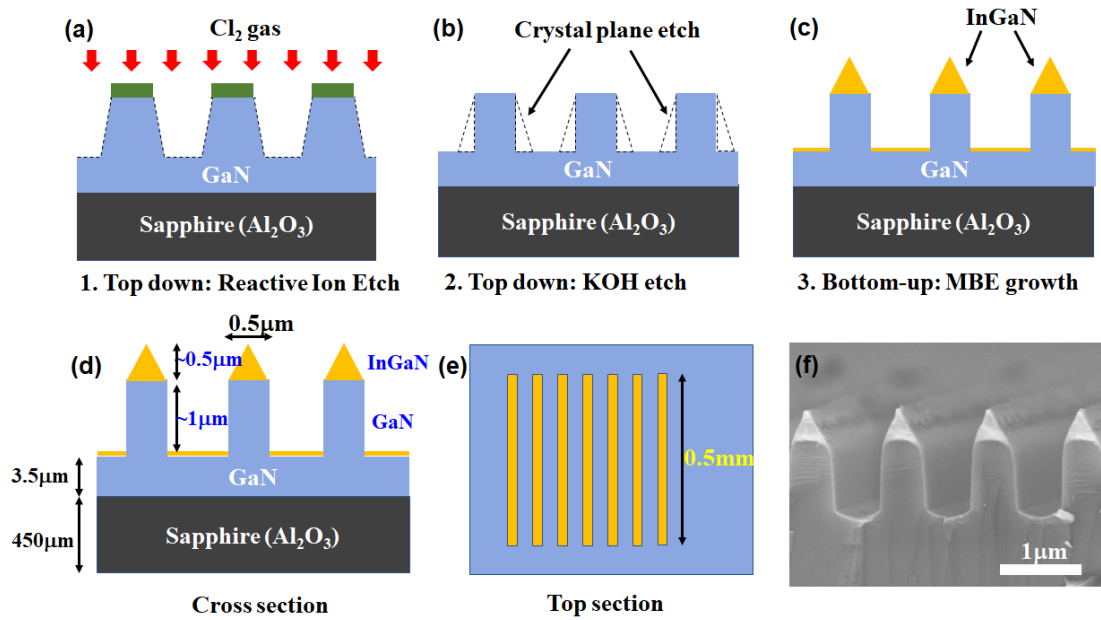 (a)
Cl₂ gas
GaN
Sapphire (Al₂O₃)
1. Top down: Reactive Ion Etch
(b)
Crystal plane etch
GaN
Sapphire (Al₂O₃)
2. Top down: KOH etch
(c)
InGaN
GaN
Sapphire (Al₂O₃)
3. Bottom-up: MBE growth
(d)
0.5μm
~0.5μm
InGaN
~1μm
GaN
3.5μm
GaN
450μm
Sapphire (Al₂O₃)
Cross section
(e)
0.5mm
Top section
(f)
1μm`